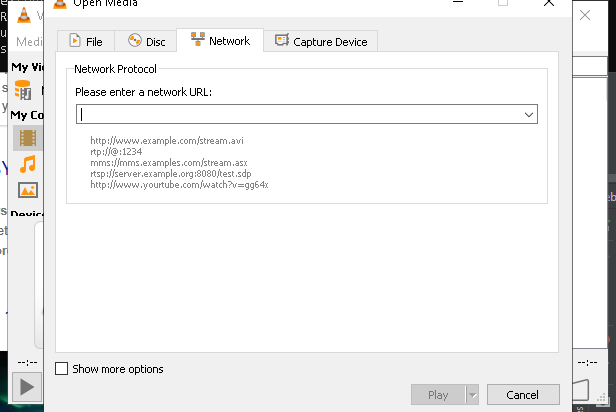 Open Media
Medi
File
Disc
Network
Capture Device
My Vi
Network Protocol
Please enter a network URL:
My Co
http://www.example.com/stream.avi
rtp://@:1234
mms://mms.examples.com/stream.asx
rtsp://server.example.org:8080/test.sdp
http://www.yourtube.com/watch?v=gg64x
Device
--:--
--:--
Show more options
Play
Cancel